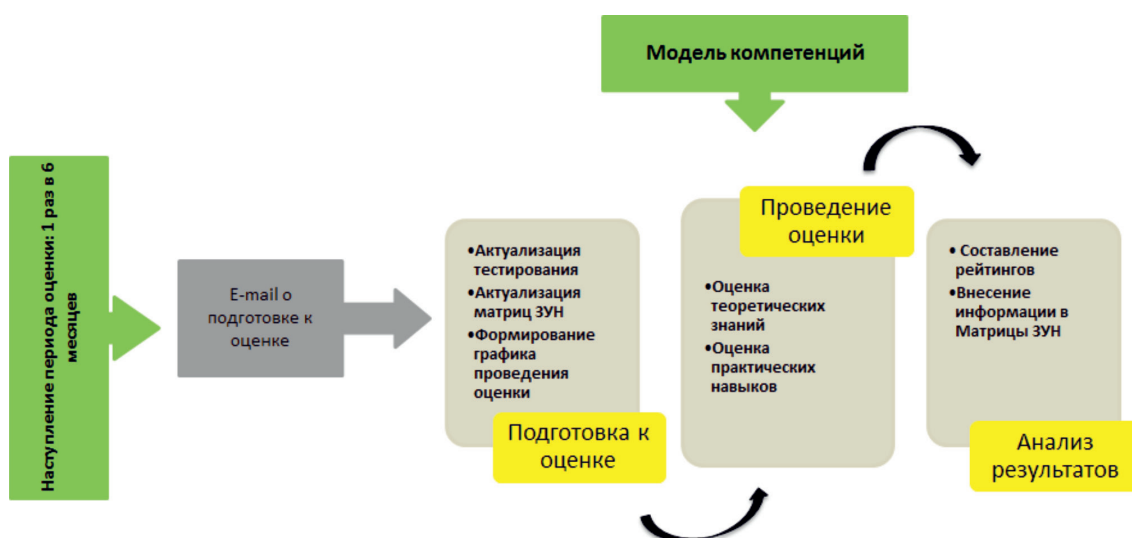 Модель компетенций
Наступление периода оценки: 1 раз в 6
месяцев
E-mail о
подготовке к
оценке
•Актуализация
тестирования
•Актуализация
матриц ЗУН
•Формирование
графика
проведения
оценки
Подготовка к
оценке
Проведение
оценки
•Оценка
теоретических
знаний
•Оценка
практических
навыков
• Составление
рейтингов
•Внесение
информации в
Матрицы ЗУН
Анализ
результатов